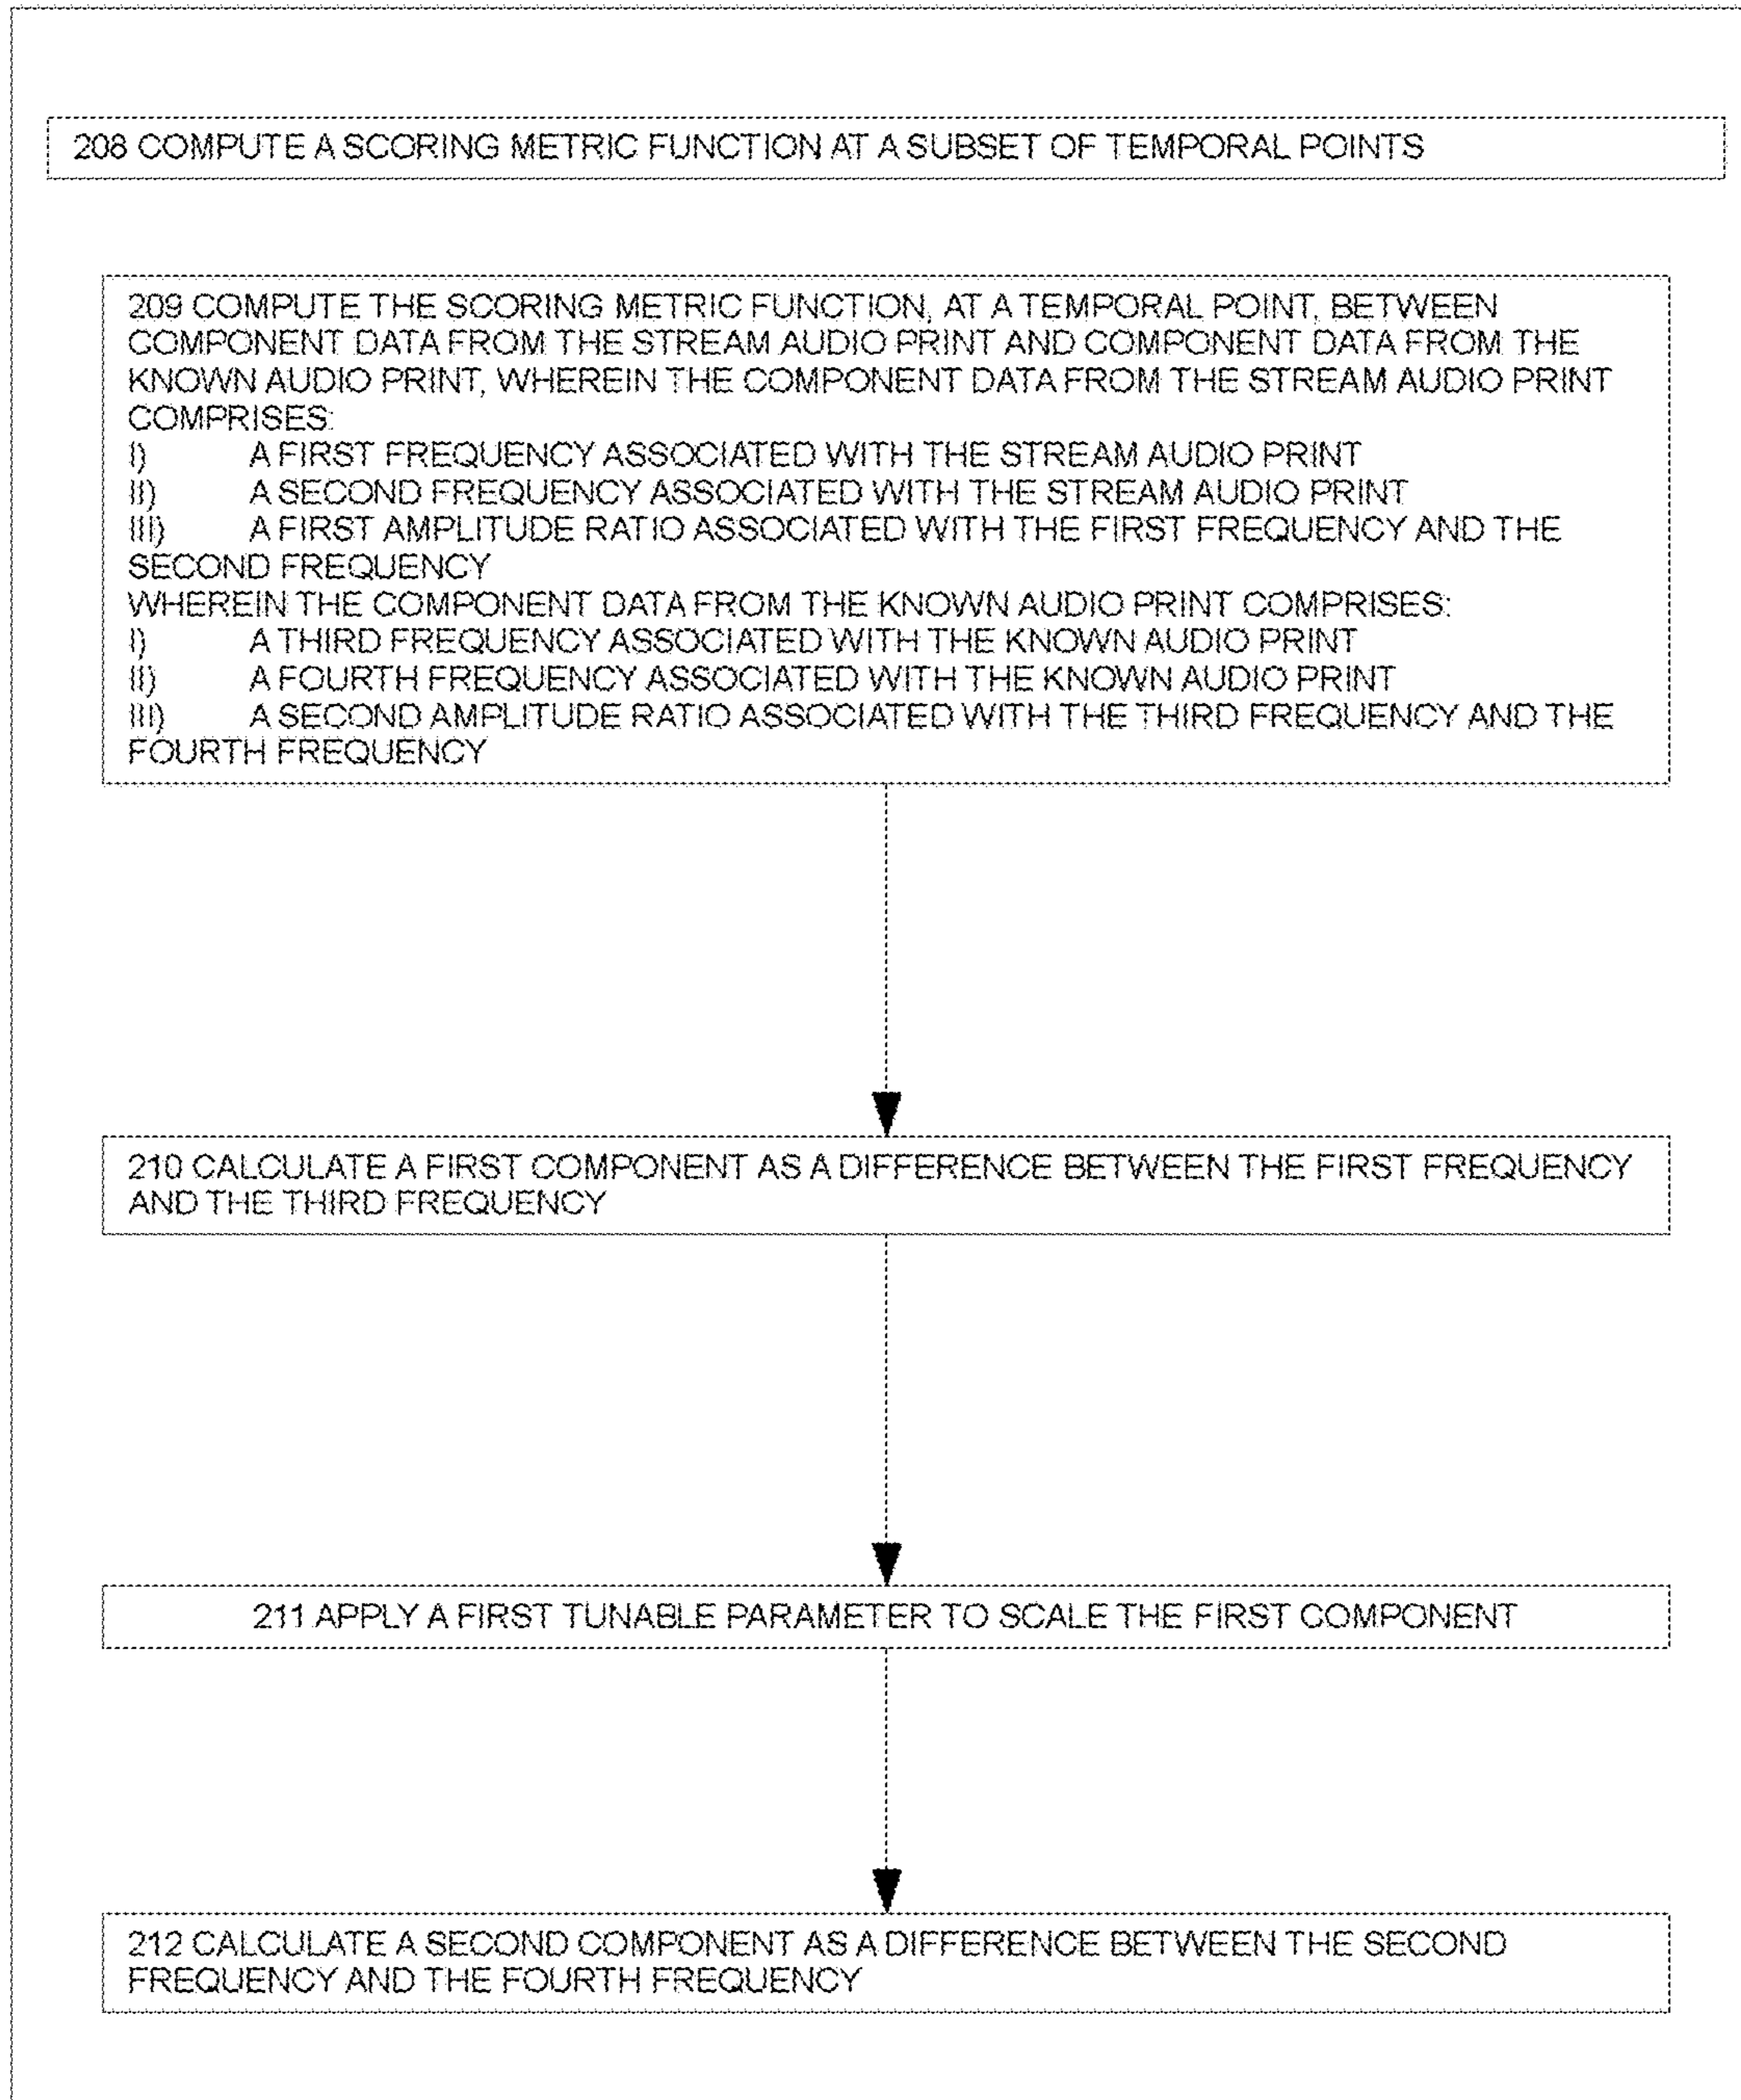 208 COMPUTE A SCORING METRIC FUNCTION AT A SUBSET OF TEMPORAL POINTS
209 COMPUTE THE SCORING METRIC FUNCTION, AT A TEMPORAL POINT, BETWEEN
COMPONENT DATA FROM THE STREAM AUDIO PRINT AND COMPONENT DATA FROM THE
KNOWN AUDIO PRINT, WHEREIN THE COMPONENT DATA FROM THE STREAM AUDIO PRINT
COMPRISES:
I) A FIRST FREQUENCY ASSOCIATED WITH THE STREAM AUDIO PRINT
II) A SECOND FREQUENCY ASSOCIATED WITH THE STREAM AUDIO PRINT
III) A FIRST AMPLITUDE RATIO ASSOCIATED WITH THE FIRST FREQUENCY AND THE
SECOND FREQUENCY
WHEREIN THE COMPONENT DATA FROM THE KNOWN AUDIO PRINT COMPRISES:
I) A THIRD FREQUENCY ASSOCIATED WITH THE KNOWN AUDIO PRINT
II) A FOURTH FREQUENCY ASSOCIATED WITH THE KNOWN AUDIO PRINT
III) A SECOND AMPLITUDE RATIO ASSOCIATED WITH THE THIRD FREQUENCY AND THE
FOURTH FREQUENCY
210 CALCULATE A FIRST COMPONENT AS A DIFFERENCE BETWEEN THE FIRST FREQUENCY
AND THE THIRD FREQUENCY
211 APPLY A FIRST TUNABLE PARAMETER TO SCALE THE FIRST COMPONENT
212 CALCULATE A SECOND COMPONENT AS A DIFFERENCE BETWEEN THE SECOND
FREQUENCY AND THE FOURTH FREQUENCY